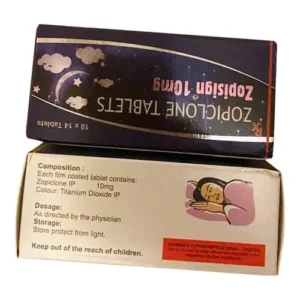 Rx
ZOPICLONE TABLETS
Zopisign 10mg
10 x 14 Tablets
Composition :
Each film coated tablet contains:
Zopiclone IP 10mg
Colour: Titanium Dioxide IP
Dosage:
As directed by the physician.
Storage:
Store protect from light.
Keep out of the reach of children.